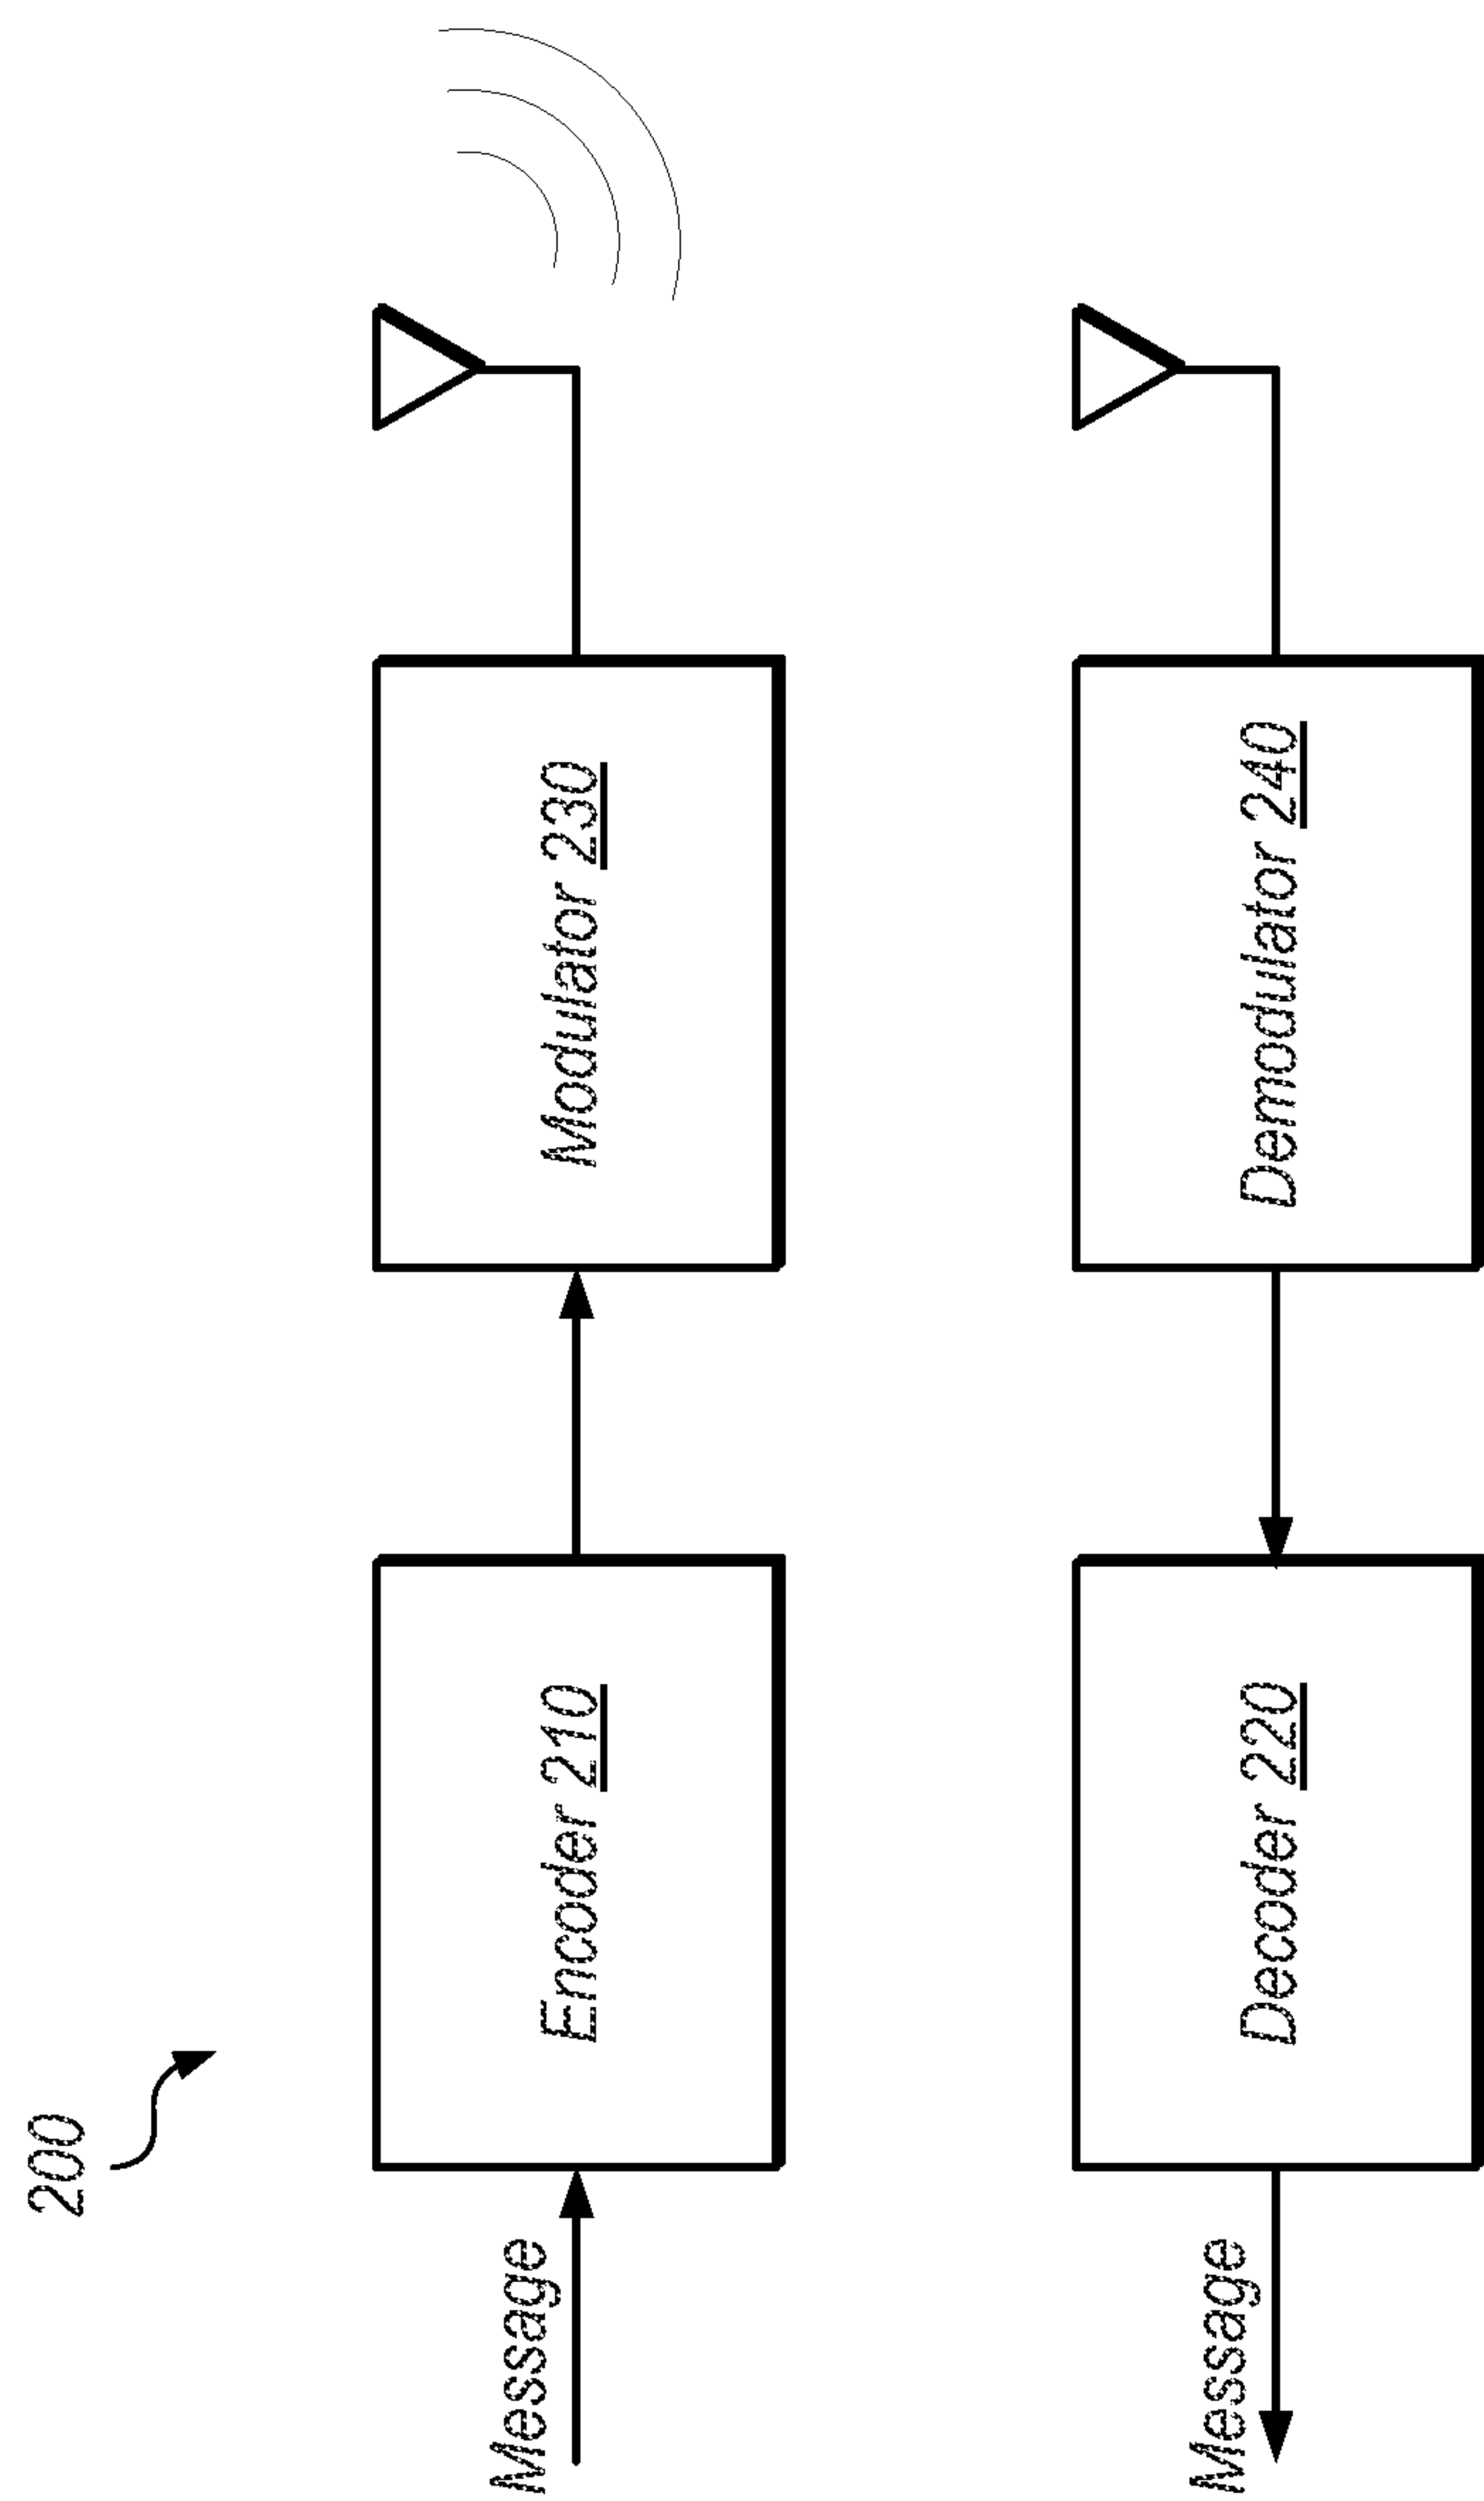 200
Message
Encoder 210
Modulator 230
Message
Decoder 220
Demodulator 240